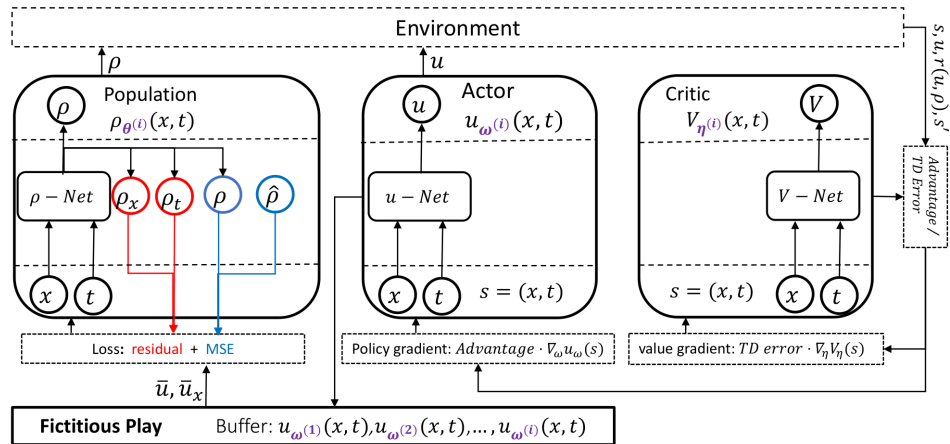 Environment
ρ
u
s, u, r(u, ρ), s′
Population
ρ_θ^(i)(x, t)
ρ
ρ − Net
ρ_x
ρ_t
ρ
ρ̂
x
t
Actor
u_ω^(i)(x, t)
u
u − Net
x
t
s = (x, t)
Critic
V_η^(i)(x, t)
V
V − Net
s = (x, t)
x
t
Advantage /
TD Error
Loss: residual + MSE
Policy gradient: Advantage · ∇_ω u_ω(s)
value gradient: TD error · ∇_η V_η(s)
ū, ū_x
Fictitious Play
Buffer: u_ω^(1)(x, t), u_ω^(2)(x, t), …, u_ω^(i)(x, t)